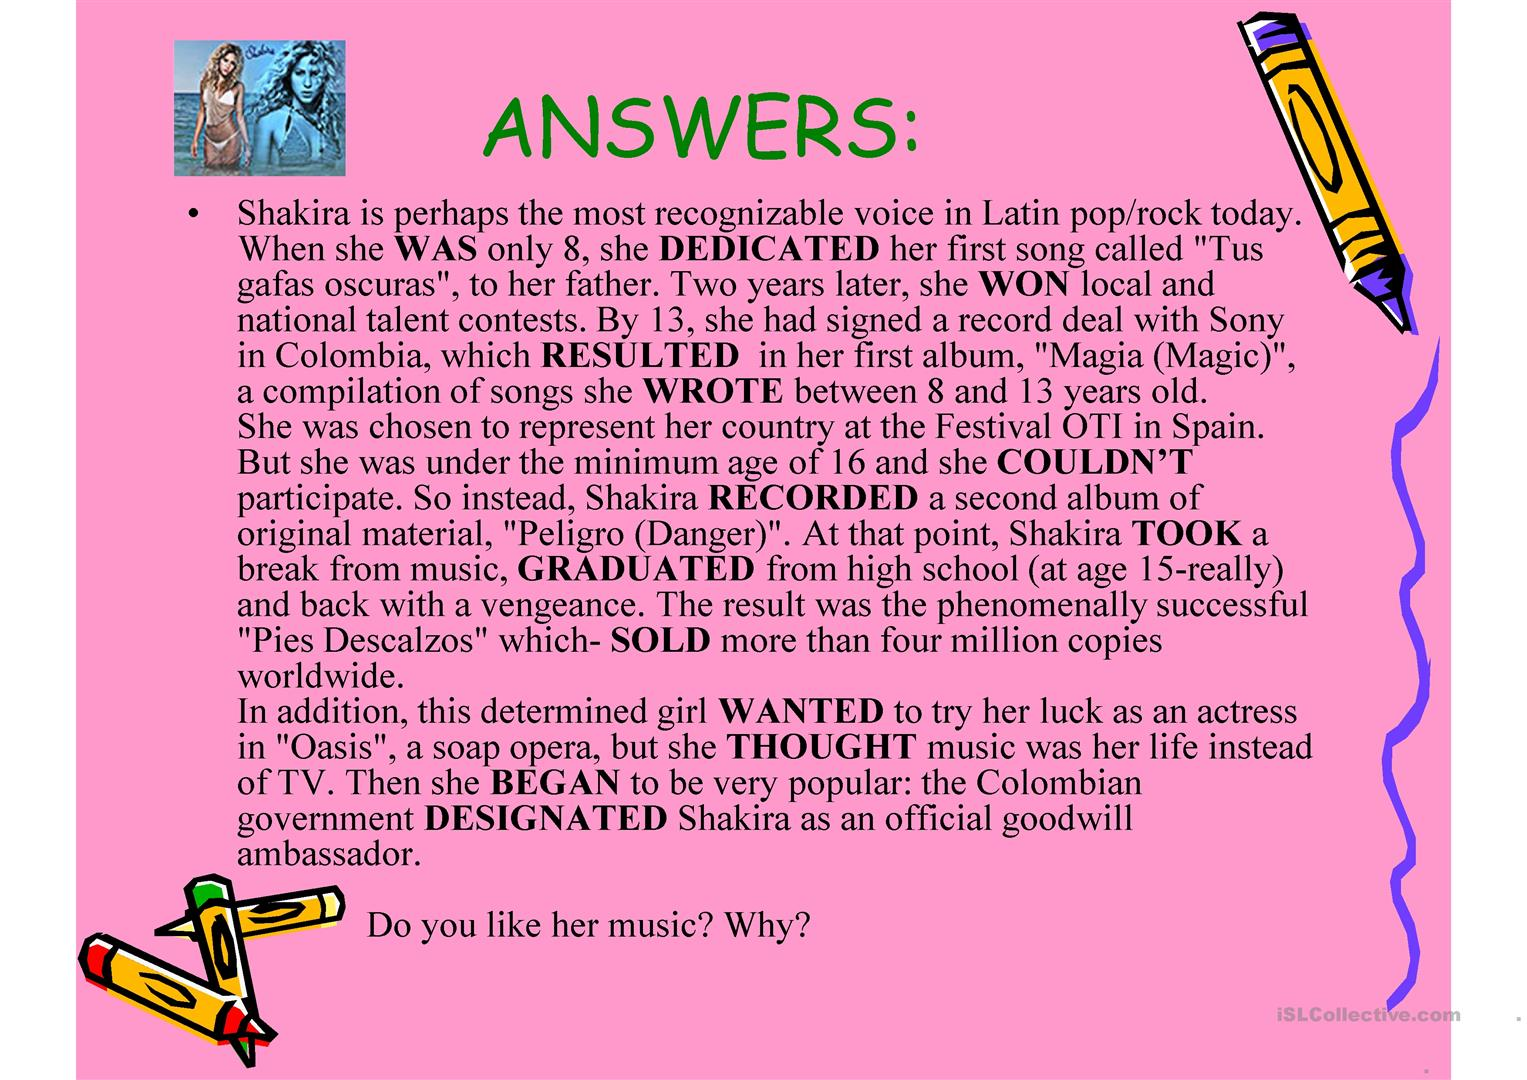 Shakira
ANSWERS:
• Shakira is perhaps the most recognizable voice in Latin pop/rock today.
When she WAS only 8, she DEDICATED her first song called "Tus
gafas oscuras", to her father. Two years later, she WON local and
national talent contests. By 13, she had signed a record deal with Sony
in Colombia, which RESULTED in her first album, "Magia (Magic)",
a compilation of songs she WROTE between 8 and 13 years old.
She was chosen to represent her country at the Festival OTI in Spain.
But she was under the minimum age of 16 and she COULDN'T
participate. So instead, Shakira RECORDED a second album of
original material, "Peligro (Danger)". At that point, Shakira TOOK a
break from music, GRADUATED from high school (at age 15-really)
and back with a vengeance. The result was the phenomenally successful
"Pies Descalzos" which- SOLD more than four million copies
worldwide.
In addition, this determined girl WANTED to try her luck as an actress
in "Oasis", a soap opera, but she THOUGHT music was her life instead
of TV. Then she BEGAN to be very popular: the Colombian
government DESIGNATED Shakira as an official goodwill
ambassador.
Do you like her music? Why?
iSLCollective.com